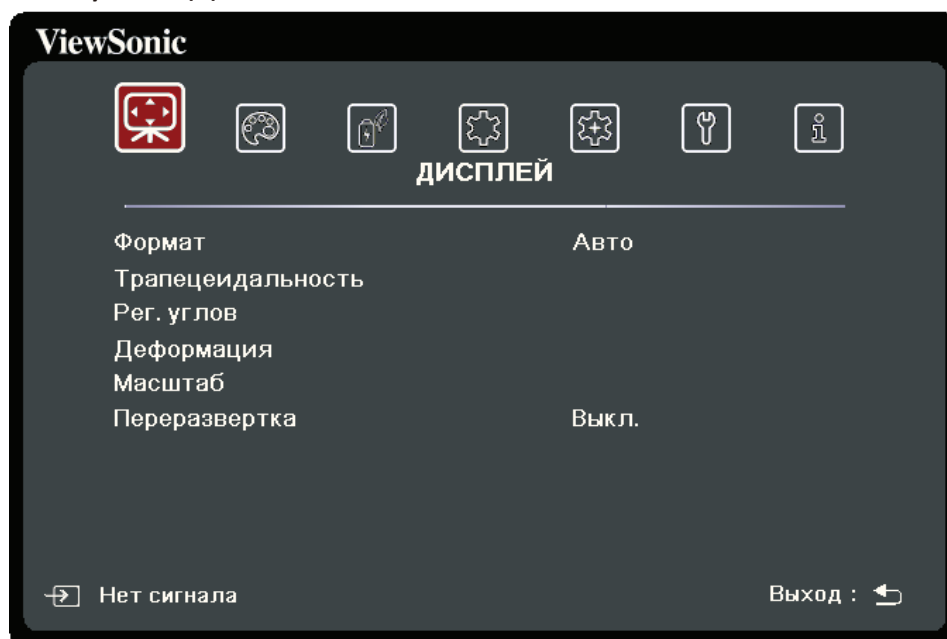 ViewSonic
ДИСПЛЕЙ
Формат Авто
Трапецеидальность
Рег. углов
Деформация
Масштаб
Переразвертка Выкл.
Нет сигнала Выход :